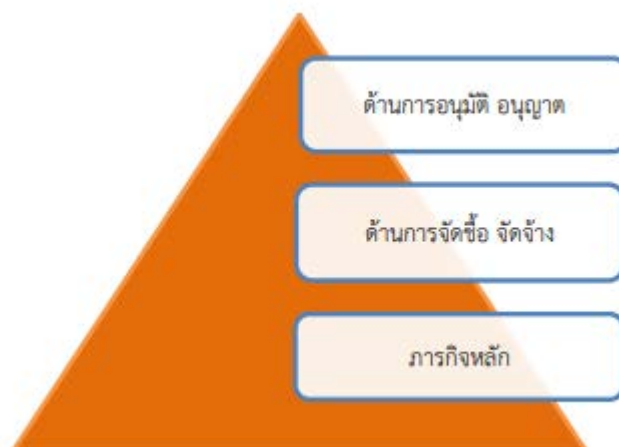 ด้านการอนุมัติ อนุญาต
ด้านการจัดซื้อ จัดจ้าง
ภารกิจหลัก